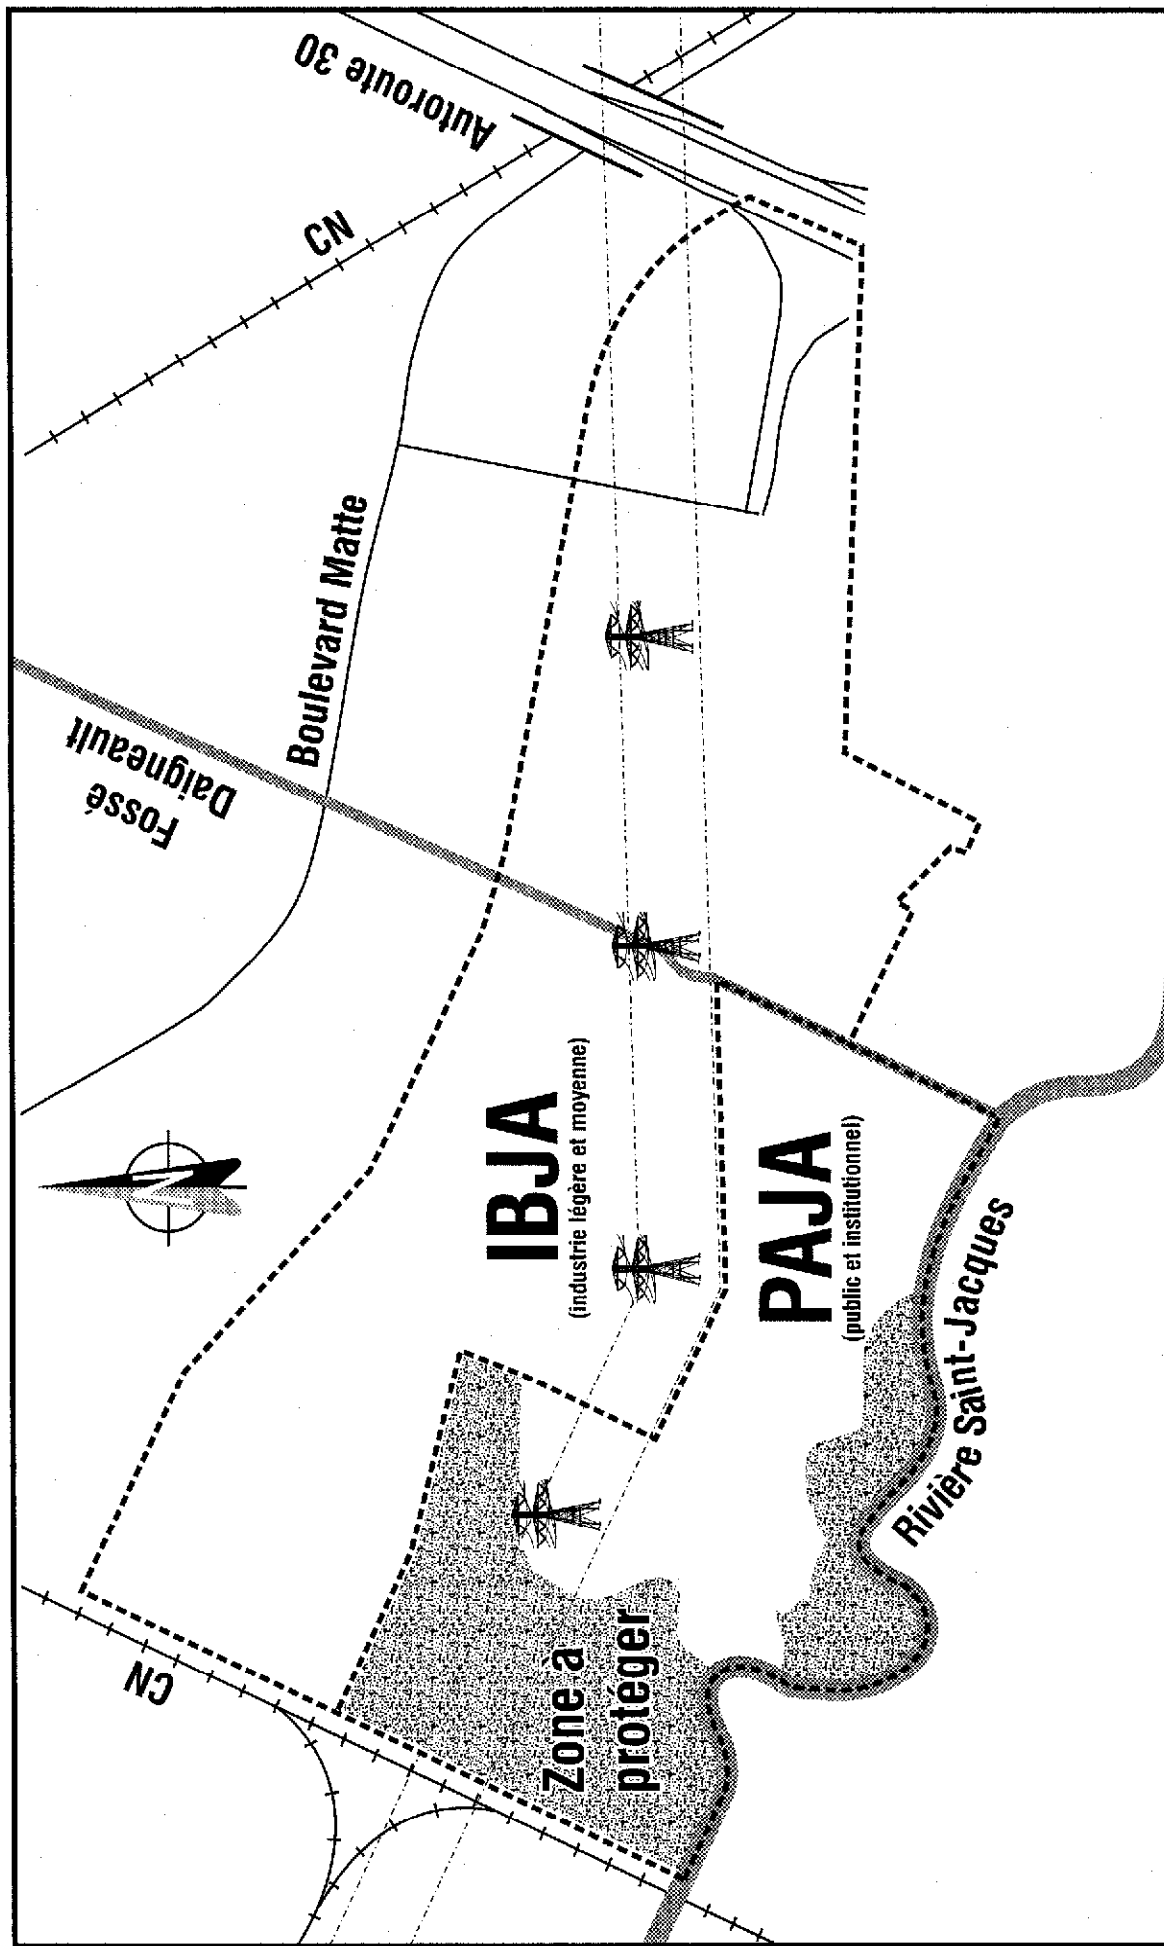 CN
N
Fossé
Daigneault
Boulevard Matte
CN
Autoroute 30
IBJA
(industrie légère et moyenne)
Zone à
protéger
PAJA
(public et institutionnel)
Rivière Saint-Jacques